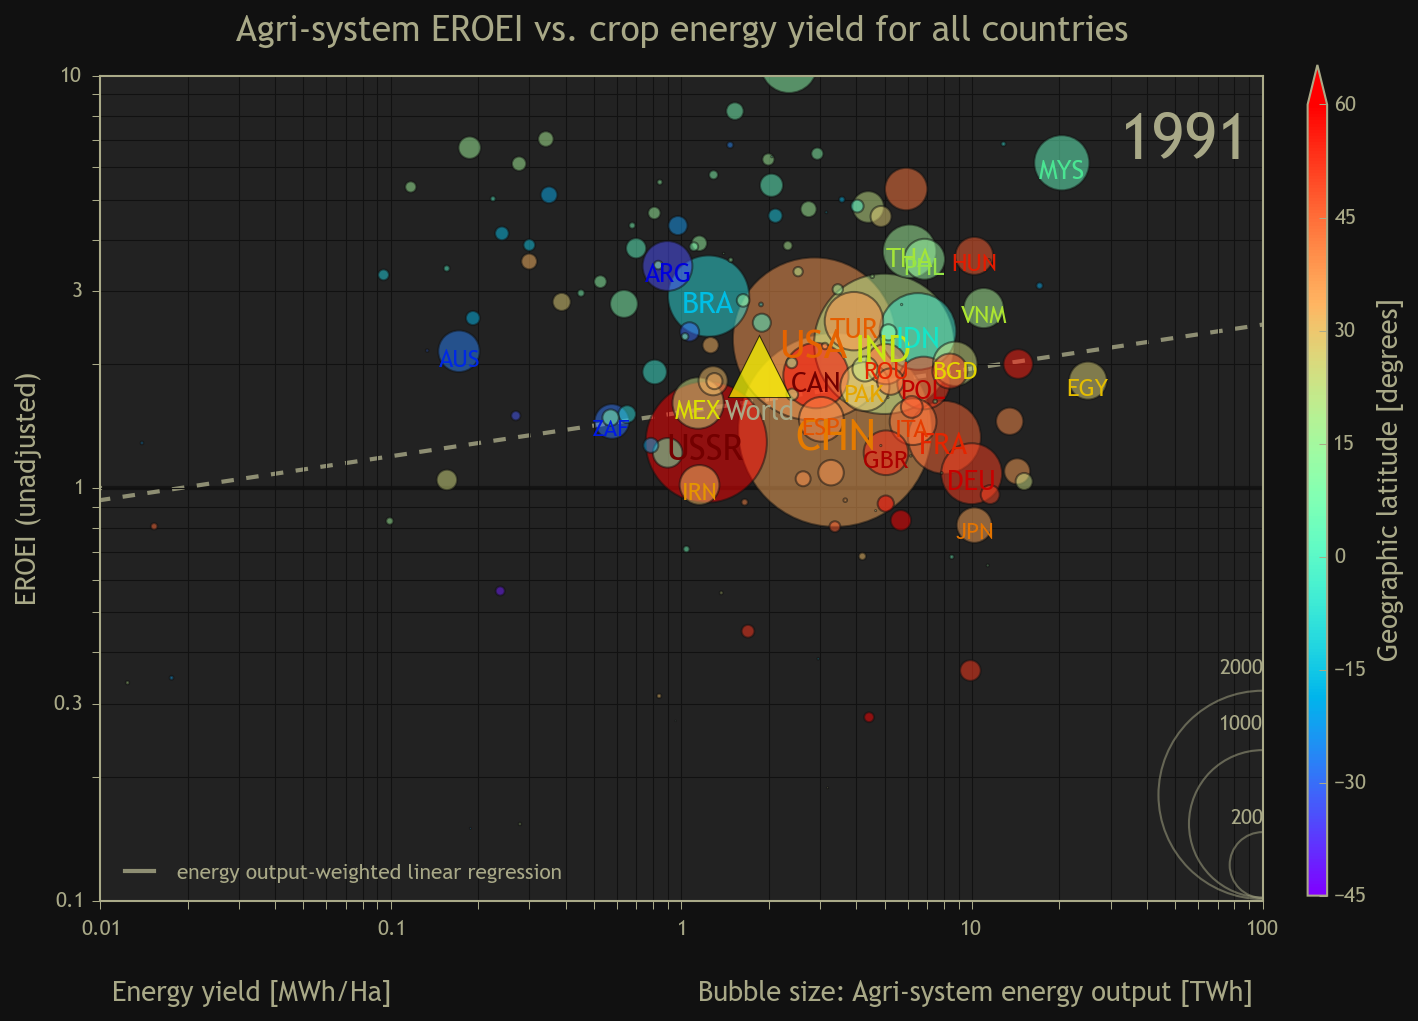 Agri-system EROEI vs. crop energy yield for all countries
1991
10
3
1
0.3
0.1
EROEI (unadjusted)
MYS
THA
PHL
HUN
ARG
BRA
VNM
TUR
USA
IND
IDN
AUS
CAN
ROU
BGD
POL
PAK
EGY
MEX
World
ZAF
ESP
CHN
ITA
FRA
USSR
GBR
DEU
IRN
JPN
2000
1000
200
energy output-weighted linear regression
0.01
0.1
1
10
100
Energy yield [MWh/Ha]
Bubble size: Agri-system energy output [TWh]
60
45
30
15
0
−15
−30
−45
Geographic latitude [degrees]